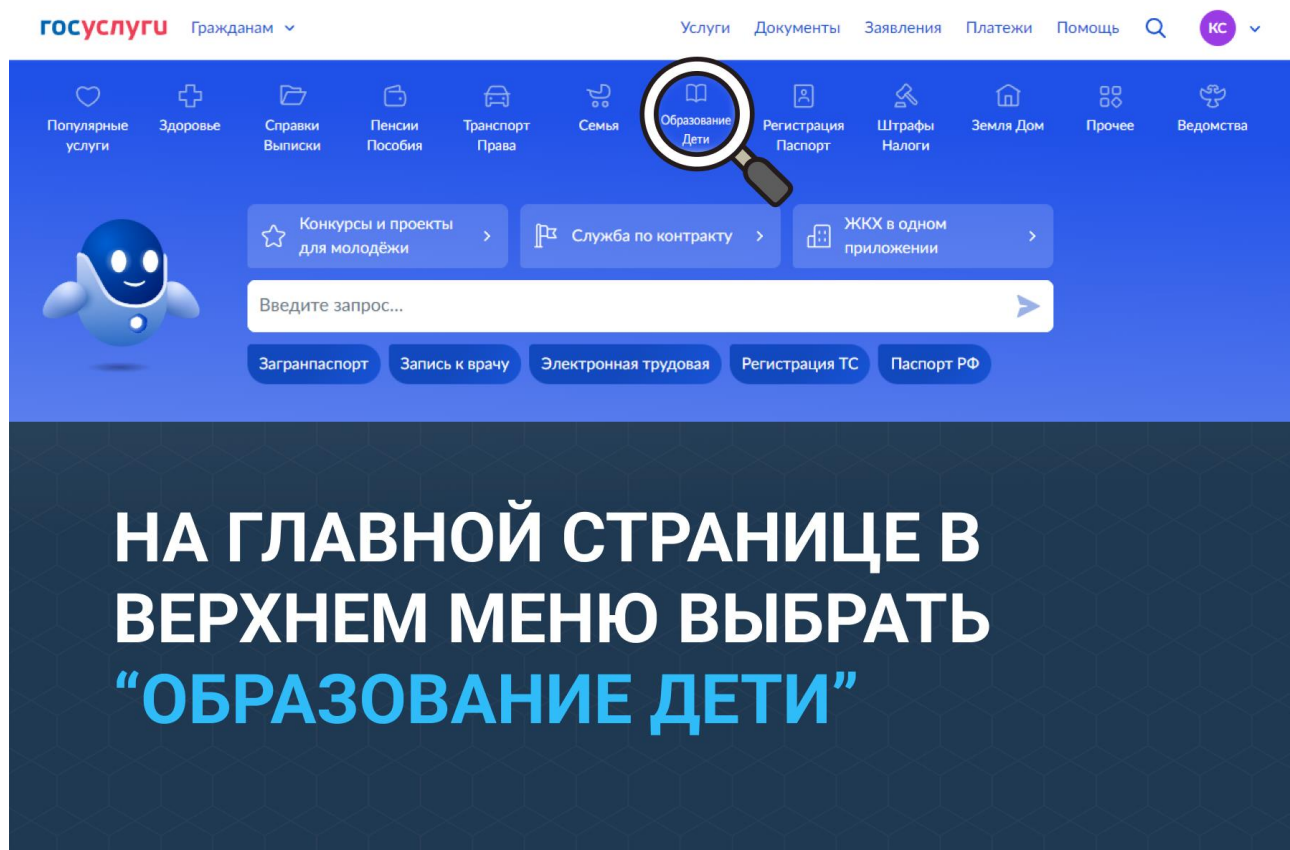 госуслуги Гражданам Услуги Документы Заявления Платежи Помощь КС
Популярные услуги
Здоровье
Справки Выписки
Пенсии Пособия
Транспорт Права
Семья
Образование Дети
Регистрация Паспорт
Штрафы Налоги
Земля Дом
Прочее
Ведомства
Конкурсы и проекты
для молодёжи
Служба по контракту
ЖКХ в одном
приложении
Введите запрос...
Загранпаспорт Запись к врачу Электронная трудовая Регистрация ТС Паспорт РФ
НА ГЛАВНОЙ СТРАНИЦЕ В
ВЕРХНЕМ МЕНЮ ВЫБРАТЬ
“ОБРАЗОВАНИЕ ДЕТИ”